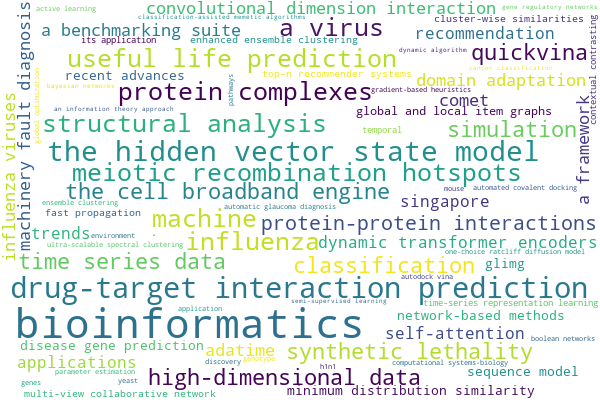 active learning
convolutional dimension interaction
gene regulatory networks
classification-assisted memetic algorithms
a virus
cluster-wise similarities
a benchmarking suite
recommendation
its application
enhanced ensemble clustering
dynamic algorithm
quickvina
useful life prediction
recent advances
top-n recommender systems
cancer classification
domain adaptation
bayesian networks
protein complexes
gradient-based heuristics
comet
an information theory approach
global and local item graphs
structural analysis
temporal
simulation
the hidden vector state model
meiotic recombination hotspots
the cell broadband engine
mouse
automated covalent docking
ensemble clustering
automatic glaucoma diagnosis
singapore
fast propagation
machine
protein-protein interactions
trends
environment
influenza
dynamic transformer encoders
ultra-scalable spectral clustering
one-choice ratcliff diffusion model
time series data
classification
glimg
autodock vina
drug-target interaction prediction
semi-supervised learning
time-series representation learning
application
bioinformatics
network-based methods
self-attention
boolean networks
disease gene prediction
adatime
synthetic lethality
applications
discovery
genotype
h1n1
computational systems-biology
parameter estimation
high-dimensional data
sequence model
genes
yeast
multi-view collaborative network
minimum distribution similarity
influenza viruses
machinery fault diagnosis
global optimization
pathways
a framework
contextual contrasting